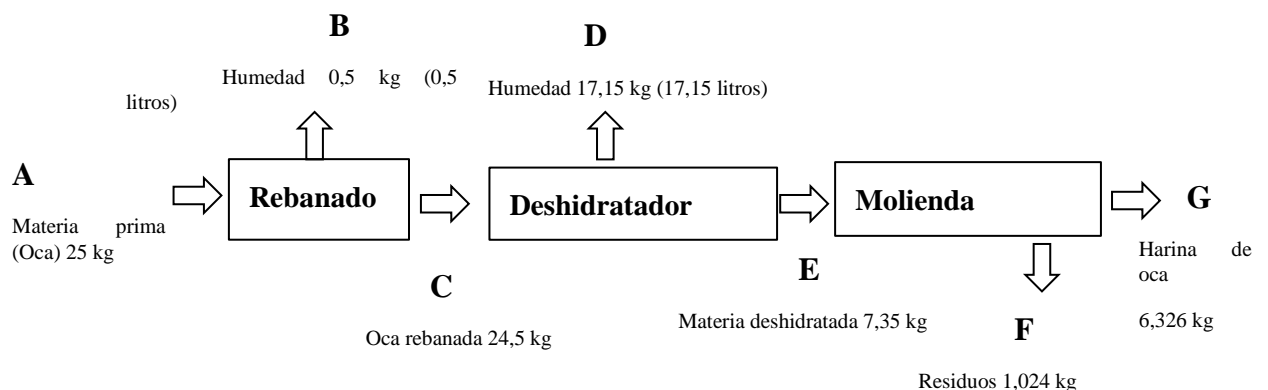 B
Humedad 0,5 kg (0,5
litros)
D
Humedad 17,15 kg (17,15 litros)
A
Materia prima
(Oca) 25 kg
Rebanado
C
Oca rebanada 24,5 kg
Deshidratador
E
Materia deshidratada 7,35 kg
Molienda
F
Residuos 1,024 kg
G
Harina de
oca
6,326 kg